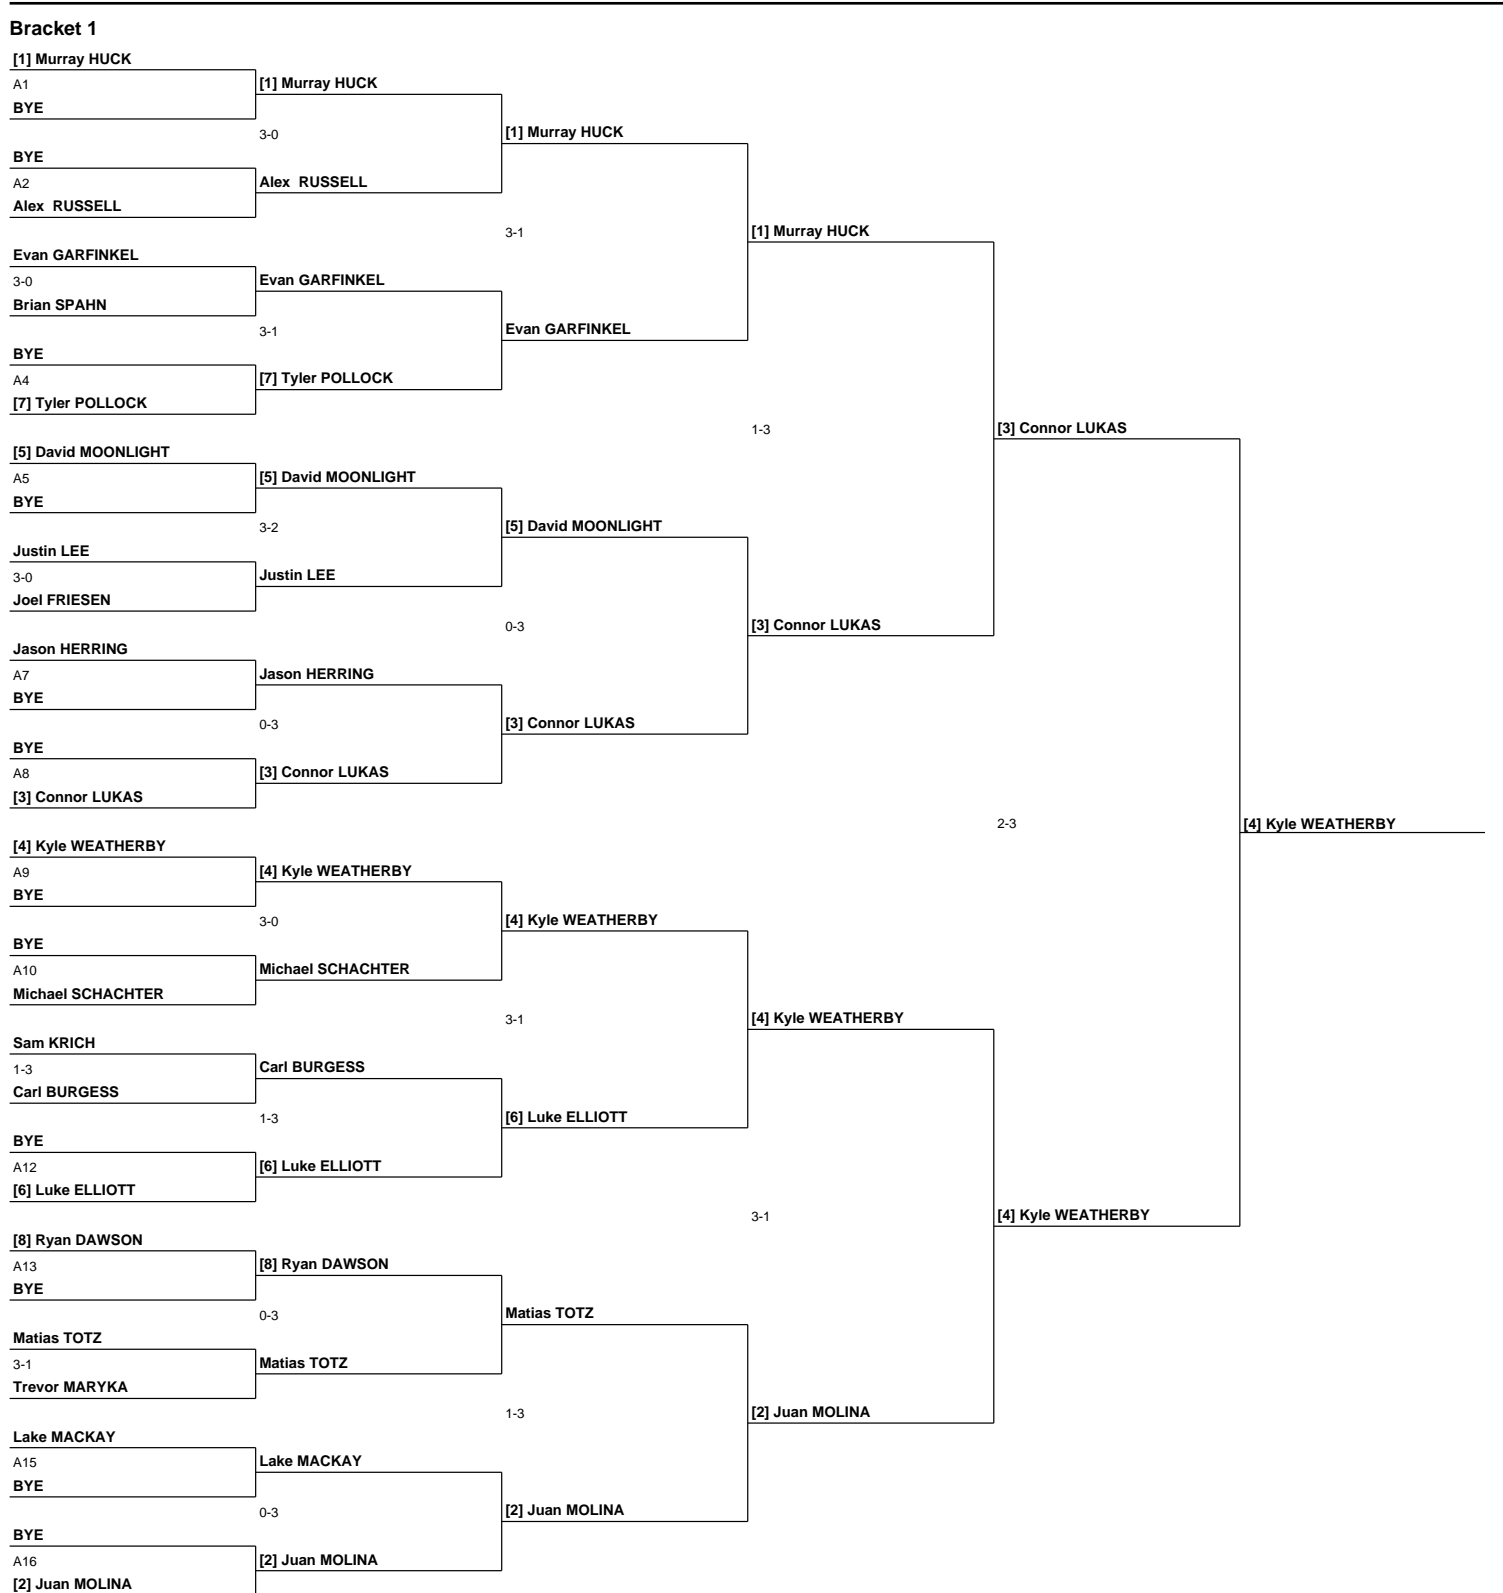 Bracket 1
[1] Murray HUCK
A1
[1] Murray HUCK
BYE
3-0
[1] Murray HUCK
BYE
A2
Alex  RUSSELL
Alex  RUSSELL
3-1
[1] Murray HUCK
Evan GARFINKEL
3-0
Evan GARFINKEL
Brian SPAHN
3-1
Evan GARFINKEL
BYE
A4
[7] Tyler POLLOCK
[7] Tyler POLLOCK
1-3
[3] Connor LUKAS
[5] David MOONLIGHT
A5
[5] David MOONLIGHT
BYE
3-2
[5] David MOONLIGHT
Justin LEE
3-0
Justin LEE
Joel FRIESEN
0-3
[3] Connor LUKAS
Jason HERRING
A7
Jason HERRING
BYE
0-3
[3] Connor LUKAS
BYE
A8
[3] Connor LUKAS
[3] Connor LUKAS
2-3
[4] Kyle WEATHERBY
[4] Kyle WEATHERBY
A9
[4] Kyle WEATHERBY
BYE
3-0
[4] Kyle WEATHERBY
BYE
A10
Michael SCHACHTER
Michael SCHACHTER
3-1
[4] Kyle WEATHERBY
Sam KRICH
1-3
Carl BURGESS
Carl BURGESS
1-3
[6] Luke ELLIOTT
BYE
A12
[6] Luke ELLIOTT
[6] Luke ELLIOTT
3-1
[4] Kyle WEATHERBY
[8] Ryan DAWSON
A13
[8] Ryan DAWSON
BYE
0-3
Matias TOTZ
Matias TOTZ
3-1
Matias TOTZ
Trevor MARYKA
1-3
[2] Juan MOLINA
Lake MACKAY
A15
Lake MACKAY
BYE
0-3
[2] Juan MOLINA
BYE
A16
[2] Juan MOLINA
[2] Juan MOLINA